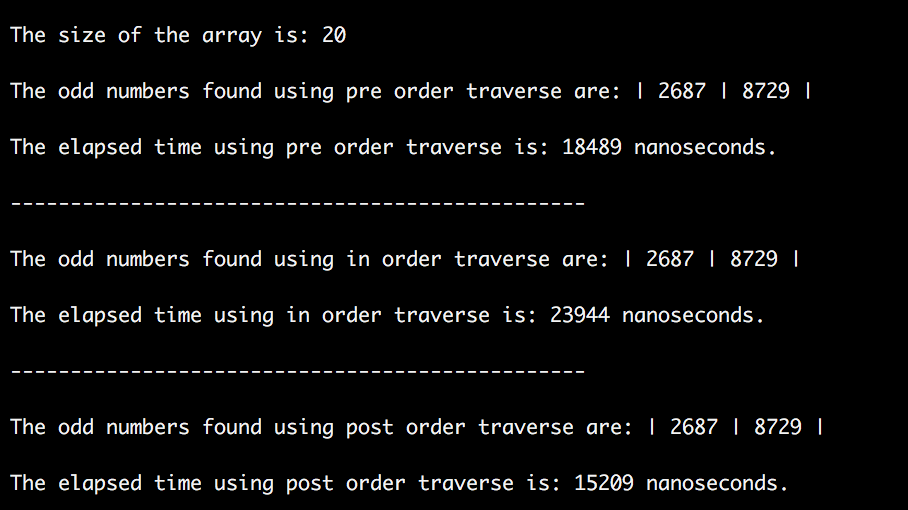 The size of the array is: 20
The odd numbers found using pre order traverse are: | 2687 | 8729 |
The elapsed time using pre order traverse is: 18489 nanoseconds.
------------------------------------------------
The odd numbers found using in order traverse are: | 2687 | 8729 |
The elapsed time using in order traverse is: 23944 nanoseconds.
------------------------------------------------
The odd numbers found using post order traverse are: | 2687 | 8729 |
The elapsed time using post order traverse is: 15209 nanoseconds.